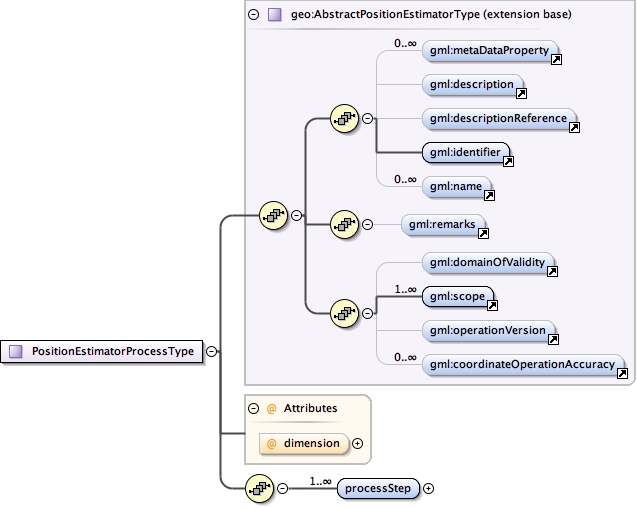 geo:AbstractPositionEstimatorType (extension base)
0..∞
gml:metaDataProperty
gml:description
gml:descriptionReference
gml:identifier
0..∞
gml:name
gml:remarks
gml:domainOfValidity
1..∞
gml:scope
gml:operationVersion
0..∞
gml:coordinateOperationAccuracy
PositionEstimatorProcessType
@ Attributes
@ dimension
1..∞
processStep